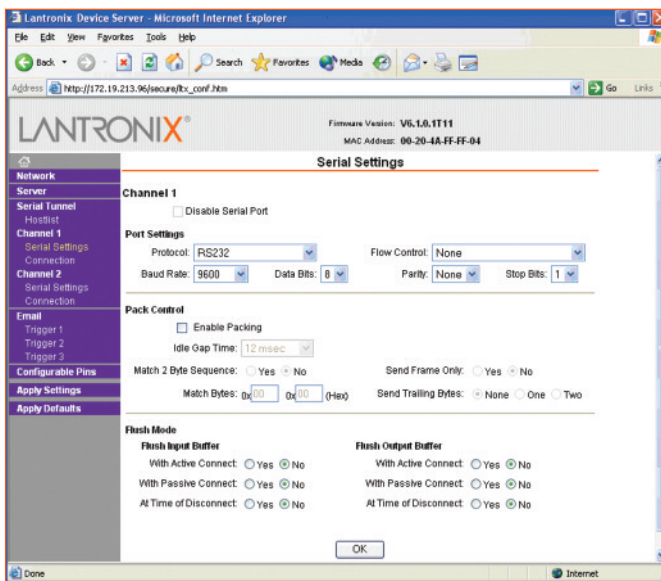 Lantronix Device Server - Microsoft Internet Explorer
File Edit View Favorites Tools Help
Back Search Favorites Media
Address http://172.19.213.96/secure/ltx_conf.htm Go Links
LANTRONIX®
Firmware Version: V6.1.0.1T11
MAC Address: 00-20-4A-FF-FF-04
Network
Server
Serial Tunnel
Hostlist
Channel 1
Serial Settings
Connection
Channel 2
Serial Settings
Connection
Email
Trigger 1
Trigger 2
Trigger 3
Configurable Pins
Apply Settings
Apply Defaults
Serial Settings
Channel 1
Disable Serial Port
Port Settings
Protocol: RS232 Flow Control: None
Baud Rate: 9600 Data Bits: 8 Parity: None Stop Bits: 1
Pack Control
Enable Packing
Idle Gap Time: 12 msec
Match 2 Byte Sequence: Yes No Send Frame Only: Yes No
Match Bytes: 0x 00 0x 00 (Hex) Send Trailing Bytes: None One Two
Flush Mode
Flush Input Buffer Flush Output Buffer
With Active Connect: Yes No With Active Connect: Yes No
With Passive Connect: Yes No With Passive Connect: Yes No
At Time of Disconnect: Yes No At Time of Disconnect: Yes No
OK
Done Internet